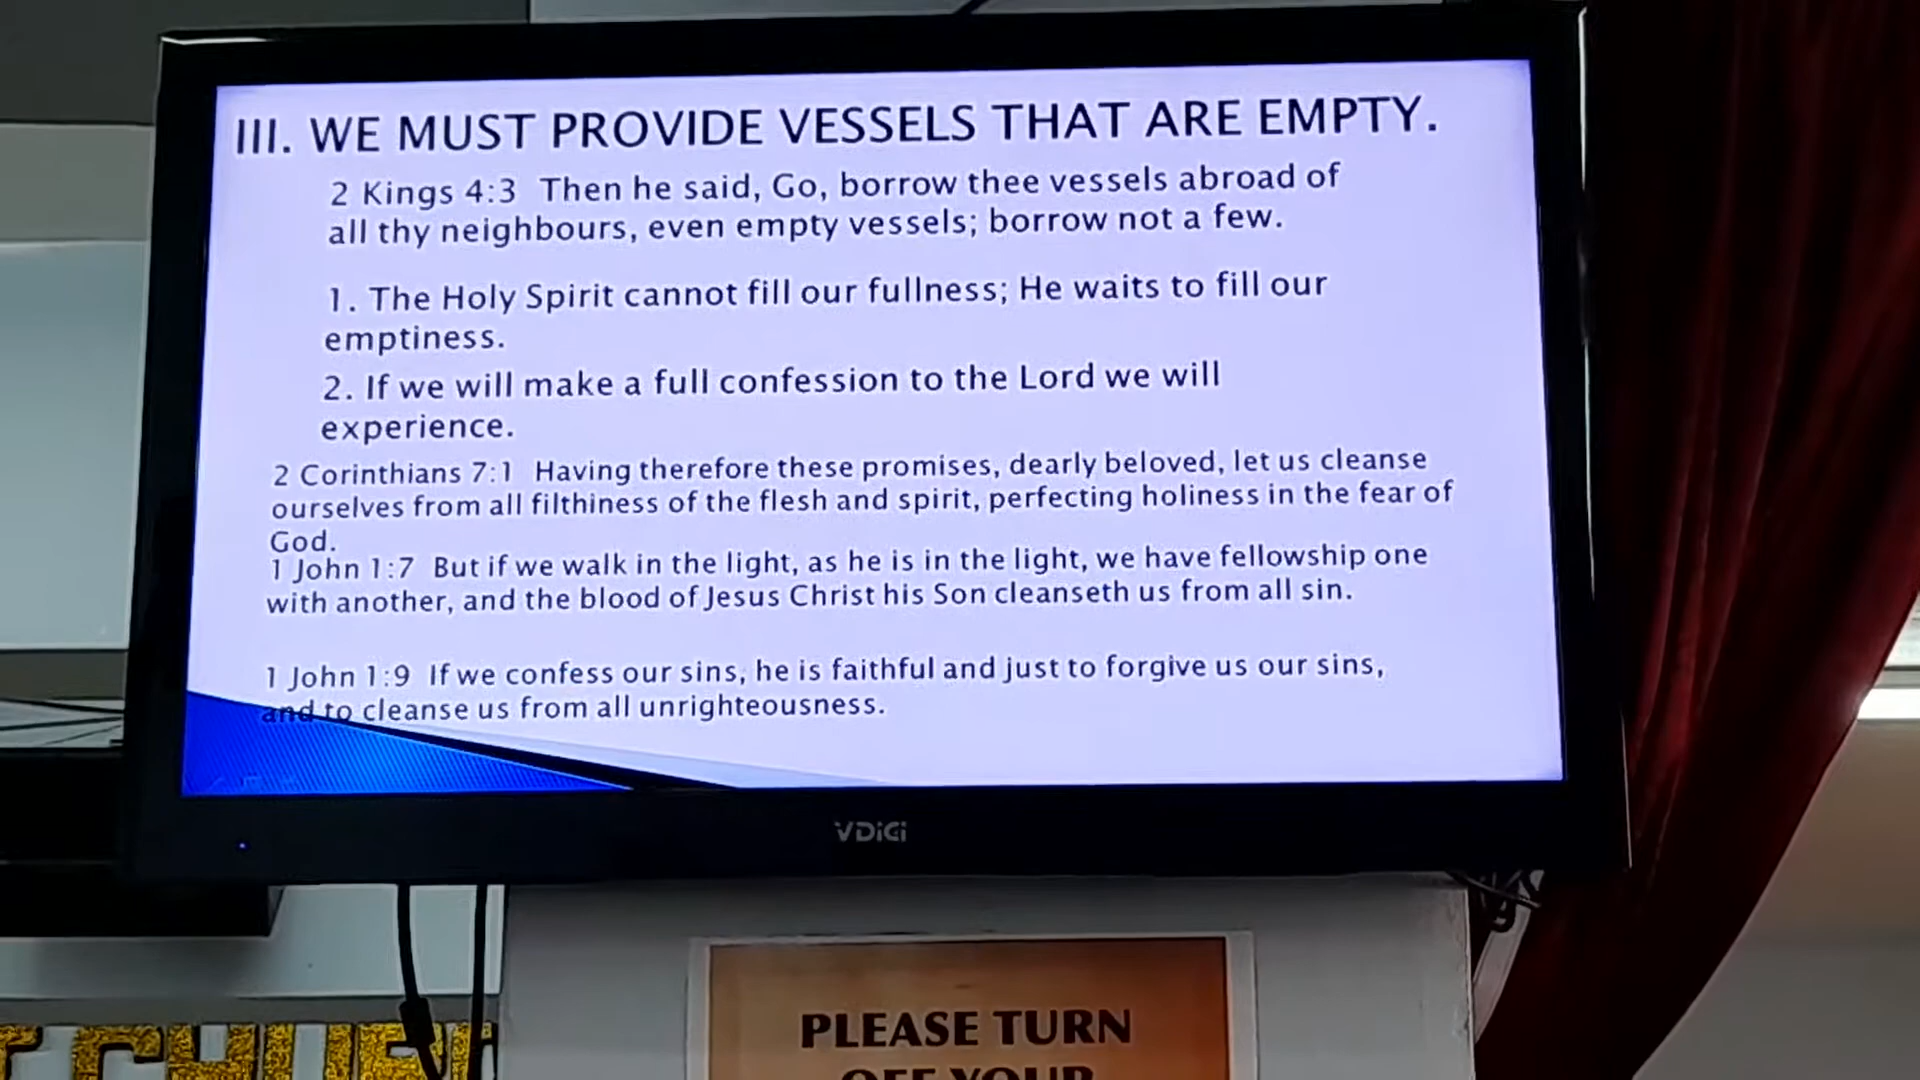 III. WE MUST PROVIDE VESSELS THAT ARE EMPTY.
2 Kings 4:3 Then he said, Go, borrow thee vessels abroad of
all thy neighbours, even empty vessels; borrow not a few.
1. The Holy Spirit cannot fill our fullness; He waits to fill our
emptiness.
2. If we will make a full confession to the Lord we will
experience.
2 Corinthians 7:1 Having therefore these promises, dearly beloved, let us cleanse
ourselves from all filthiness of the flesh and spirit, perfecting holiness in the fear of
God.
1 John 1:7 But if we walk in the light, as he is in the light, we have fellowship one
with another, and the blood of Jesus Christ his Son cleanseth us from all sin.
1 John 1:9 If we confess our sins, he is faithful and just to forgive us our sins,
and to cleanse us from all unrighteousness.
VDiGi
PLEASE TURN
OFF YOUR